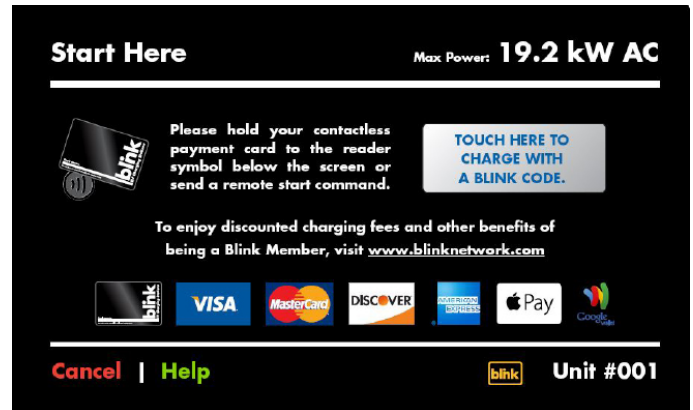 Start Here
Max Power: 19.2 kW AC
Please hold your contactless
payment card to the reader
symbol below the screen or
send a remote start command.
TOUCH HERE TO
CHARGE WITH
A BLINK CODE.
blink
To enjoy discounted charging fees and other benefits of
being a Blink Member, visit www.blinknetwork.com
blink
VISA
MasterCard
DISCOVER
AMERICAN
EXPRESS
Pay
Google
wallet
Cancel | Help
blink
Unit #001